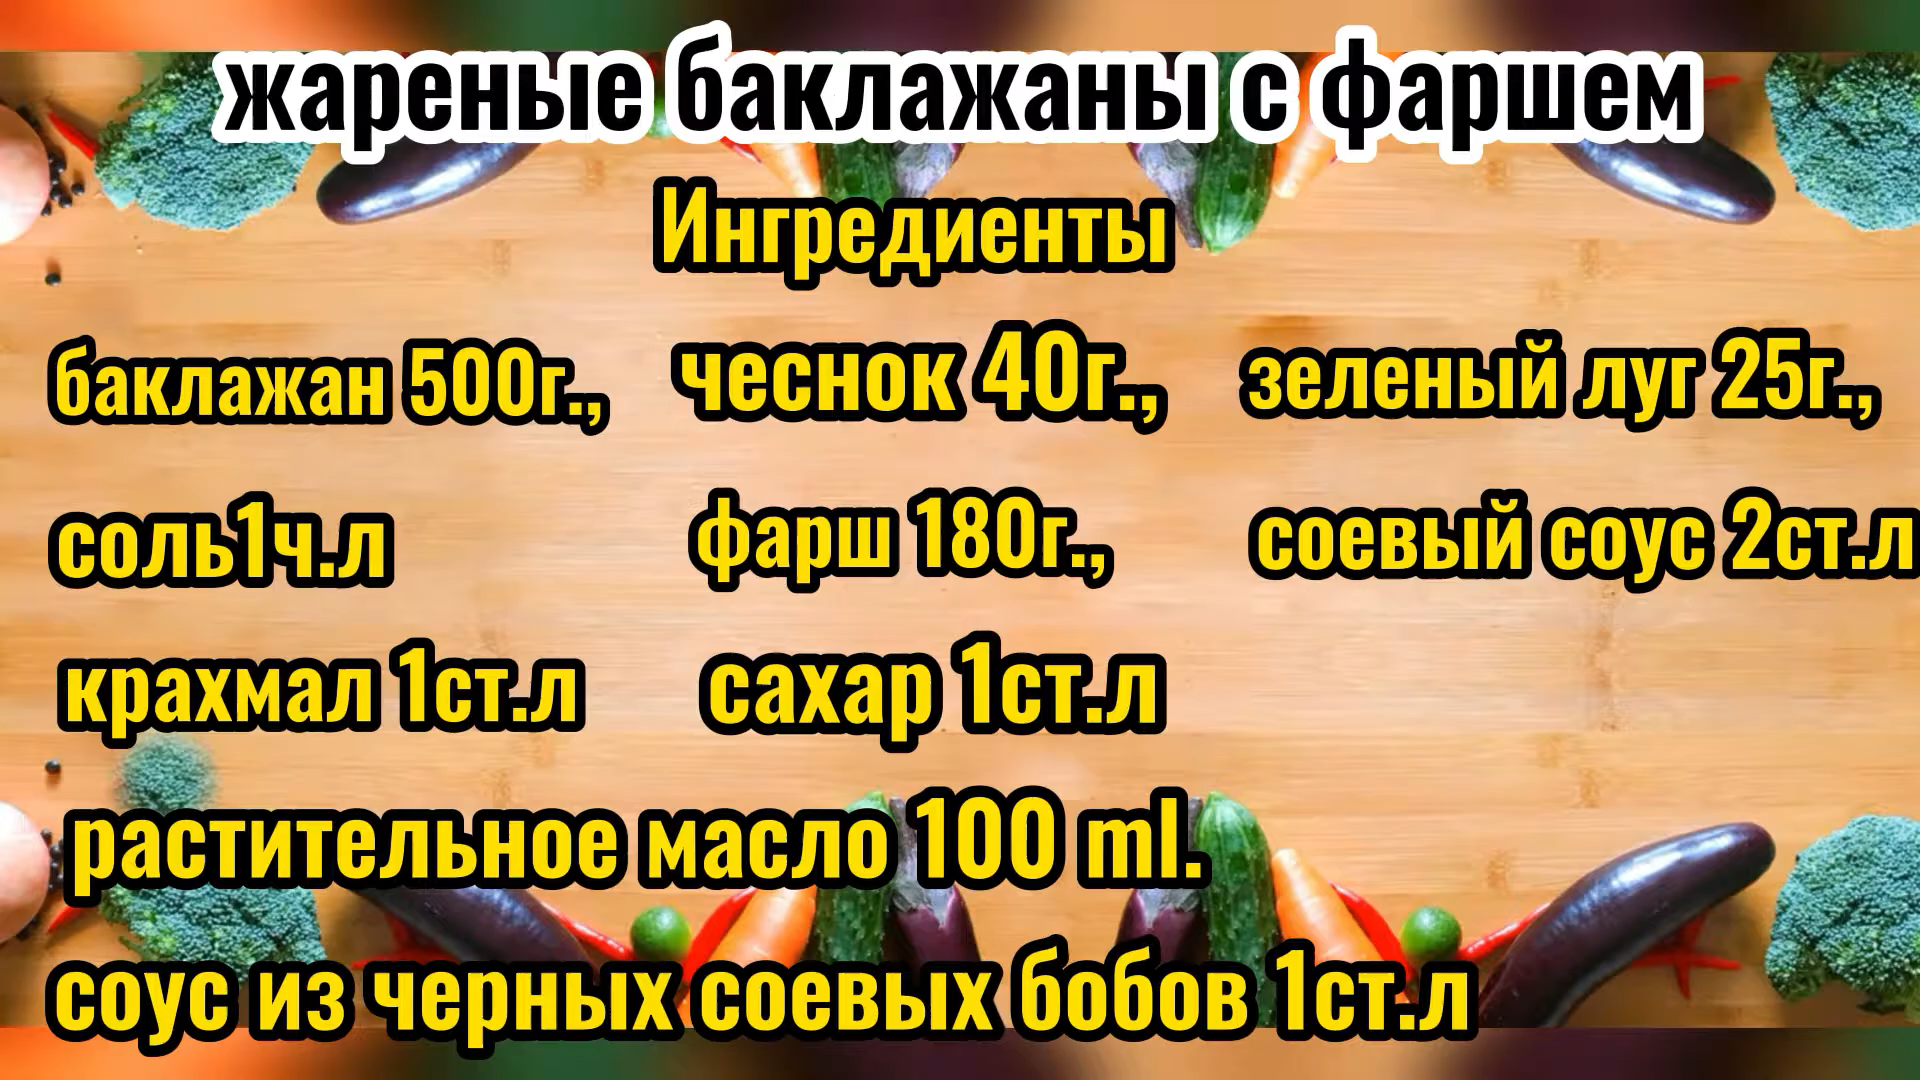 жареные баклажаны с фаршем
Ингредиенты
баклажан 500г., чеснок 40г., зеленый луг 25г.,
соль1ч.л фарш 180г., соевый соус 2ст.л
крахмал 1ст.л сахар 1ст.л
растительное масло 100 ml.
соус из черных соевых бобов 1ст.л